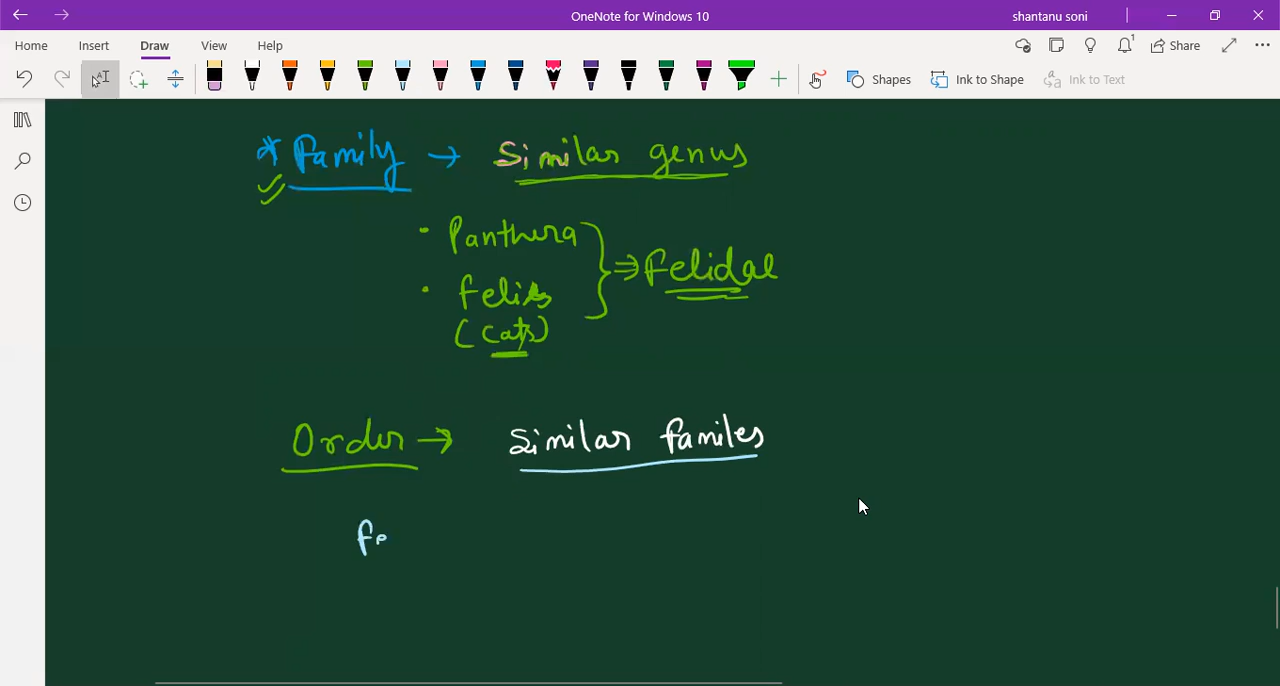 OneNote for Windows 10
shantanu soni
Home Insert Draw View Help
Share
Shapes Ink to Shape Ink to Text
* Family → Similar genus
• Panthera
⇒ Felidae
• felis
(Cats)
Order → Similar familes
fe